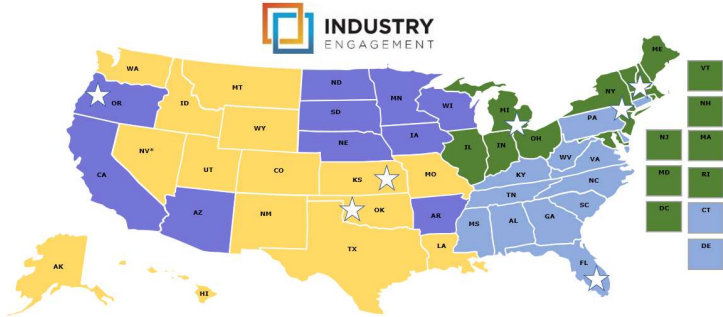 INDUSTRY
ENGAGEMENT
ME
WA
VT
MT
ND
MN
OR
ID
SD
WI
MI
NY
NH
WY
PA
IA
NE
IL
IN
OH
NJ
MA
NV*
UT
CO
WV
VA
CA
KS
MO
KY
MD
RI
NC
TN
AZ
NM
OK
AR
SC
DC
CT
MS
AL
GA
TX
LA
DE
FL
AK
HI